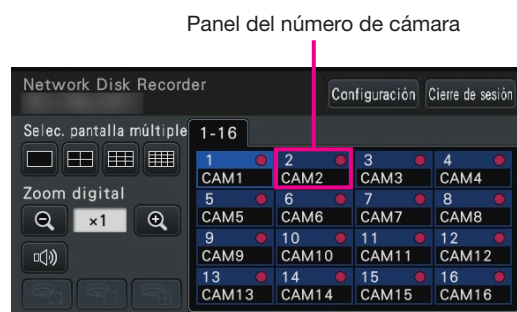 Panel del número de cámara
Network Disk Recorder
Configuración
Cierre de sesión
Selec. pantalla múltiple
1-16
1 2 3 4
CAM1 CAM2 CAM3 CAM4
Zoom digital
5 6 7 8
×1
CAM5 CAM6 CAM7 CAM8
9 10 11 12
CAM9 CAM10 CAM11 CAM12
13 14 15 16
CAM13 CAM14 CAM15 CAM16